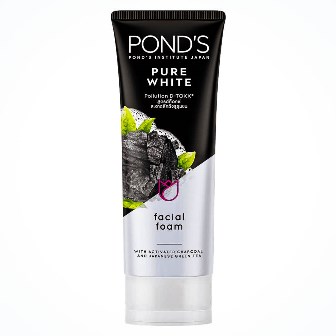 POND'S
POND'S INSTITUTE JAPAN
PURE
WHITE
Pollution D-TOXX*
facial
foam
WITH ACTIVATED CHARCOAL
AND JAPANESE GREEN TEA